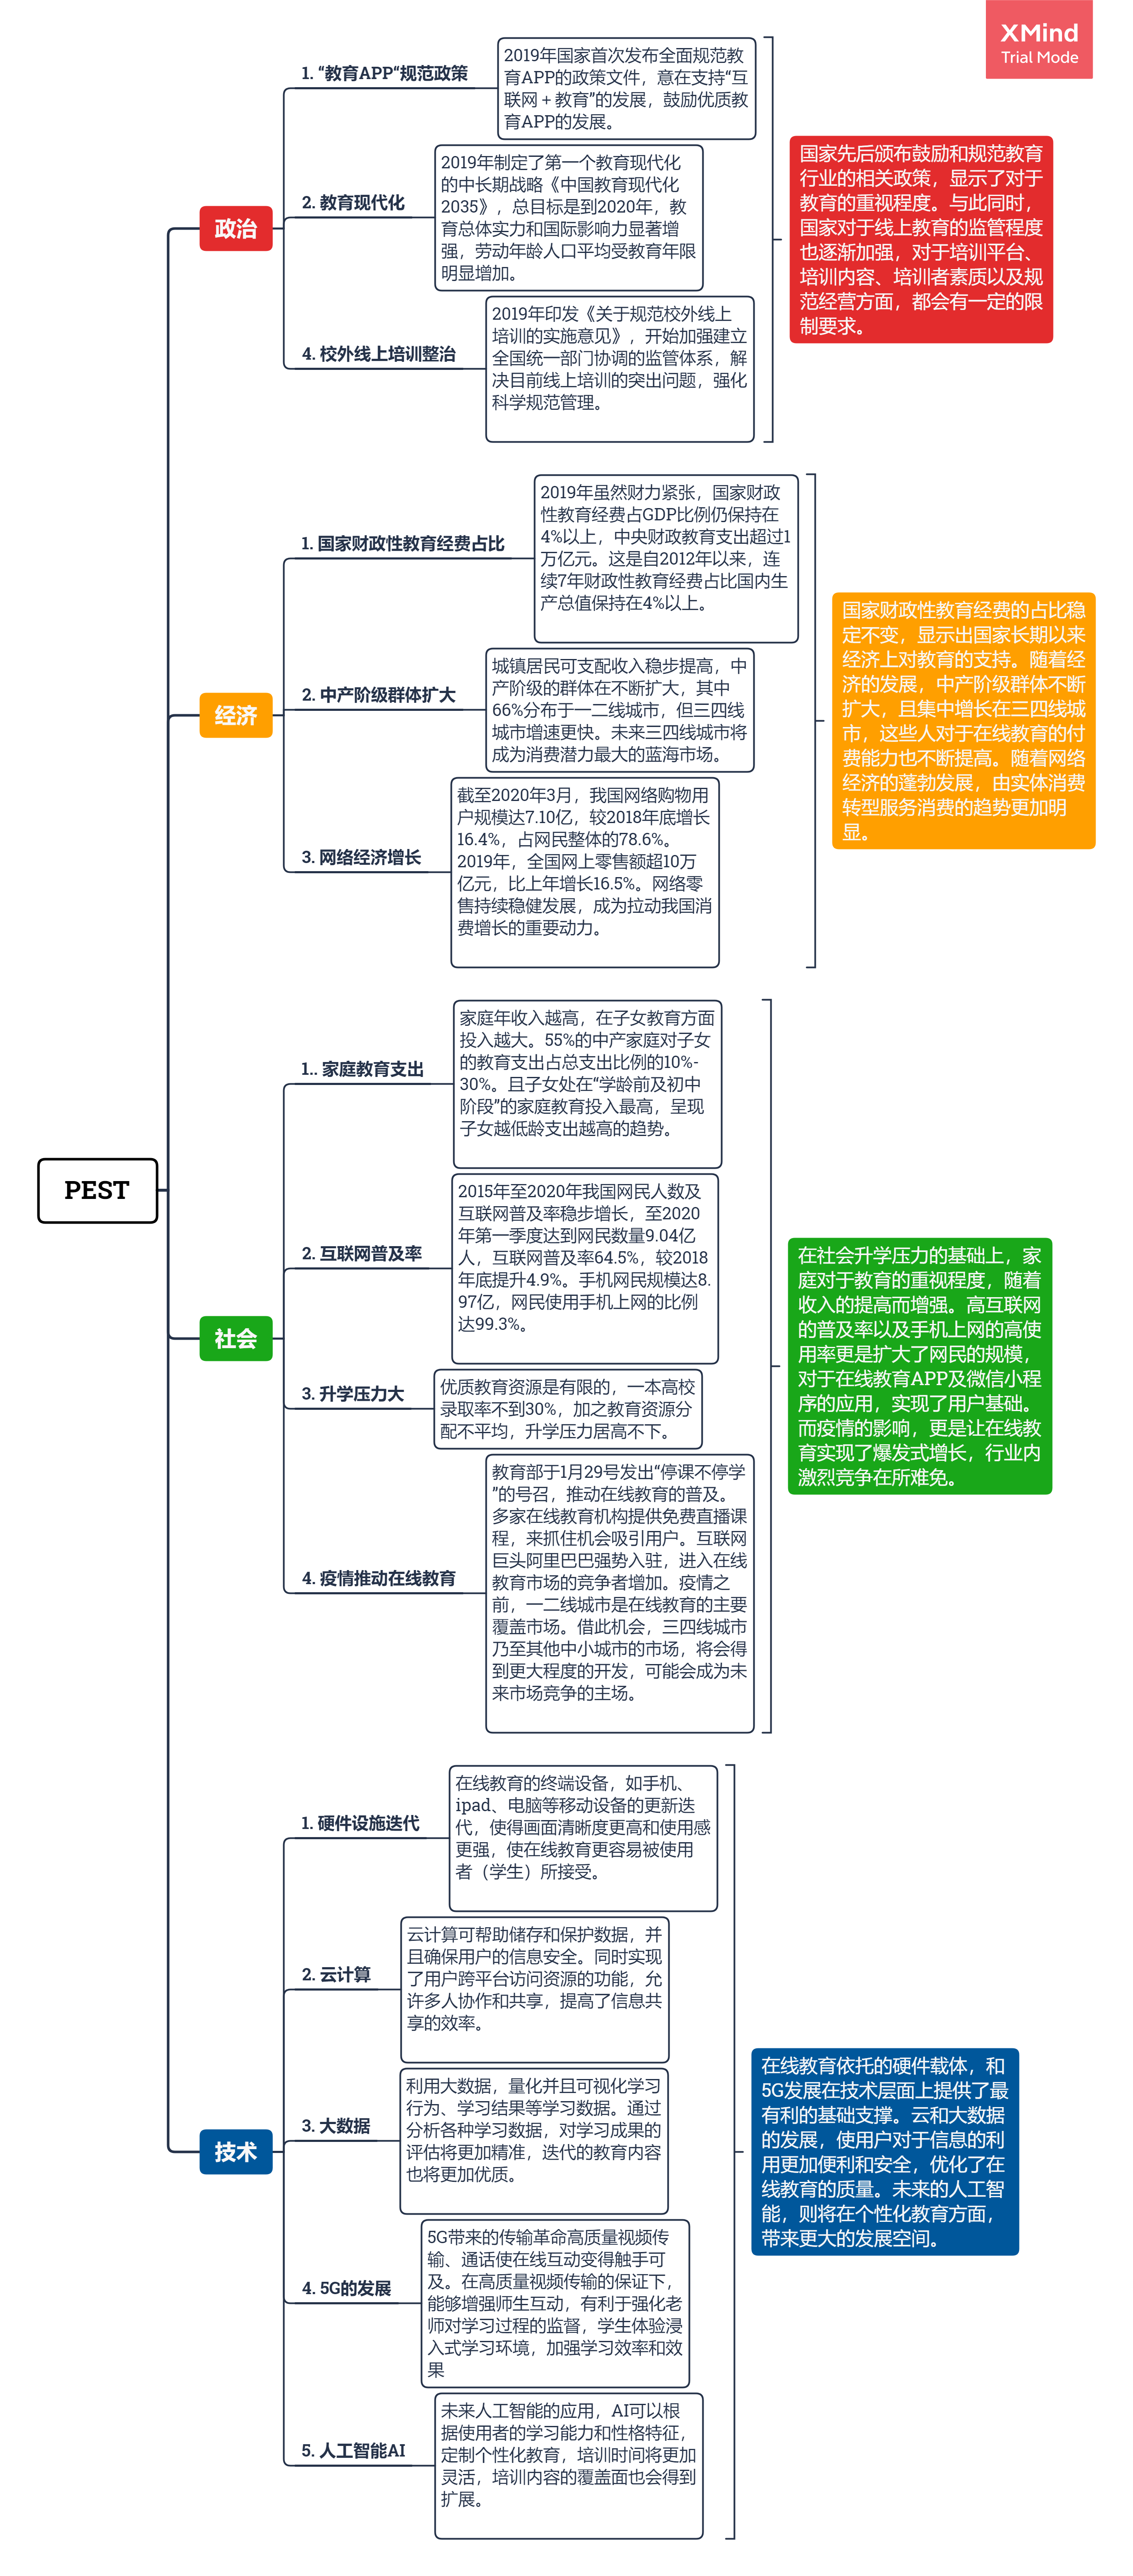 XMind
Trial Mode
PEST
政治
1. “教育APP“规范政策
2019年国家首次发布全面规范教
育APP的政策文件，意在支持“互
联网＋教育”的发展，鼓励优质教
育APP的发展。
2. 教育现代化
2019年制定了第一个教育现代化
的中长期战略《中国教育现代化
2035》，总目标是到2020年，教
育总体实力和国际影响力显著增
强，劳动年龄人口平均受教育年限
明显增加。
4. 校外线上培训整治
2019年印发《关于规范校外线上
培训的实施意见》，开始加强建立
全国统一部门协调的监管体系，解
决目前线上培训的突出问题，强化
科学规范管理。
国家先后颁布鼓励和规范教育
行业的相关政策，显示了对于
教育的重视程度。与此同时，
国家对于线上教育的监管程度
也逐渐加强，对于培训平台、
培训内容、培训者素质以及规
范经营方面，都会有一定的限
制要求。
经济
1. 国家财政性教育经费占比
2019年虽然财力紧张，国家财政
性教育经费占GDP比例仍保持在
4%以上，中央财政教育支出超过1
万亿元。这是自2012年以来，连
续7年财政性教育经费占比国内生
产总值保持在4%以上。
2. 中产阶级群体扩大
城镇居民可支配收入稳步提高，中
产阶级的群体在不断扩大，其中
66%分布于一二线城市，但三四线
城市增速更快。未来三四线城市将
成为消费潜力最大的蓝海市场。
3. 网络经济增长
截至2020年3月，我国网络购物用
户规模达7.10亿，较2018年底增长
16.4%，占网民整体的78.6%。
2019年，全国网上零售额超10万
亿元，比上年增长16.5%。网络零
售持续稳健发展，成为拉动我国消
费增长的重要动力。
国家财政性教育经费的占比稳
定不变，显示出国家长期以来
经济上对教育的支持。随着经
济的发展，中产阶级群体不断
扩大，且集中增长在三四线城
市，这些人对于在线教育的付
费能力也不断提高。随着网络
经济的蓬勃发展，由实体消费
转型服务消费的趋势更加明
显。
社会
1.. 家庭教育支出
家庭年收入越高，在子女教育方面
投入越大。55%的中产家庭对子女
的教育支出占总支出比例的10%-
30%。且子女处在“学龄前及初中
阶段”的家庭教育投入最高，呈现
子女越低龄支出越高的趋势。
2. 互联网普及率
2015年至2020年我国网民人数及
互联网普及率稳步增长，至2020
年第一季度达到网民数量9.04亿
人，互联网普及率64.5%，较2018
年底提升4.9%。手机网民规模达8.
97亿，网民使用手机上网的比例
达99.3%。
3. 升学压力大
优质教育资源是有限的，一本高校
录取率不到30%，加之教育资源分
配不平均，升学压力居高不下。
4. 疫情推动在线教育
教育部于1月29号发出“停课不停学
”的号召，推动在线教育的普及。
多家在线教育机构提供免费直播课
程，来抓住机会吸引用户。互联网
巨头阿里巴巴强势入驻，进入在线
教育市场的竞争者增加。疫情之
前，一二线城市是在线教育的主要
覆盖市场。借此机会，三四线城市
乃至其他中小城市的市场，将会得
到更大程度的开发，可能会成为未
来市场竞争的主场。
在社会升学压力的基础上，家
庭对于教育的重视程度，随着
收入的提高而增强。高互联网
的普及率以及手机上网的高使
用率更是扩大了网民的规模，
对于在线教育APP及微信小程
序的应用，实现了用户基础。
而疫情的影响，更是让在线教
育实现了爆发式增长，行业内
激烈竞争在所难免。
技术
1. 硬件设施迭代
在线教育的终端设备，如手机、
ipad、电脑等移动设备的更新迭
代，使得画面清晰度更高和使用感
更强，使在线教育更容易被使用
者（学生）所接受。
2. 云计算
云计算可帮助储存和保护数据，并
且确保用户的信息安全。同时实现
了用户跨平台访问资源的功能，允
许多人协作和共享，提高了信息共
享的效率。
3. 大数据
利用大数据，量化并且可视化学习
行为、学习结果等学习数据。通过
分析各种学习数据，对学习成果的
评估将更加精准，迭代的教育内容
也将更加优质。
4. 5G的发展
5G带来的传输革命高质量视频传
输、通话使在线互动变得触手可
及。在高质量视频传输的保证下，
能够增强师生互动，有利于强化老
师对学习过程的监督，学生体验浸
入式学习环境，加强学习效率和效
果
5. 人工智能AI
未来人工智能的应用，AI可以根
据使用者的学习能力和性格特征，
定制个性化教育，培训时间将更加
灵活，培训内容的覆盖面也会得到
扩展。
在线教育依托的硬件载体，和
5G发展在技术层面上提供了最
有利的基础支撑。云和大数据
的发展，使用户对于信息的利
用更加便利和安全，优化了在
线教育的质量。未来的人工智
能，则将在个性化教育方面，
带来更大的发展空间。